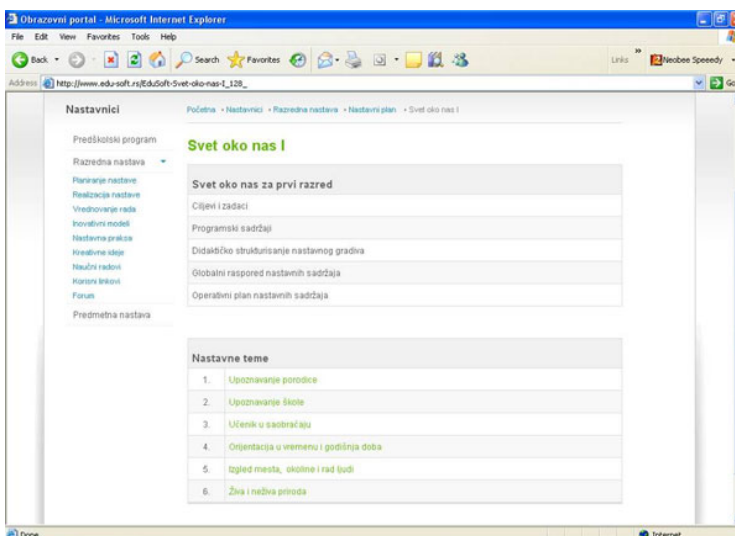 Obrazovni portal - Microsoft Internet Explorer
File Edit View Favorites Tools Help
Back Search Favorites Links » Neobee Speeedy
Address http://www.edu-soft.rs/EduSoft-Svet-oko-nas-I_128_ Go
Nastavnici
Početna • Nastavnici • Razredna nastava • Nastavni plan • Svet oko nas I
Predškolski program
Razredna nastava
Planiranje nastave
Realizacija nastave
Vrednovanje rada
Inovativni modeli
Nastavna praksa
Kreativne ideje
Naučni radovi
Korisni linkovi
Forum
Predmetna nastava
Svet oko nas I
Svet oko nas za prvi razred
Ciljevi i zadaci
Programski sadržaji
Didaktičko strukturisanje nastavnog gradiva
Globalni raspored nastavnih sadržaja
Operativni plan nastavnih sadržaja
Nastavne teme
1. Upoznavanje porodice
2. Upoznavanje škole
3. Učenik u saobraćaju
4. Orijentacija u vremenu i godišnja doba
5. Izgled mesta, okoline i rad ljudi
6. Živa i neživa priroda
Done Internet